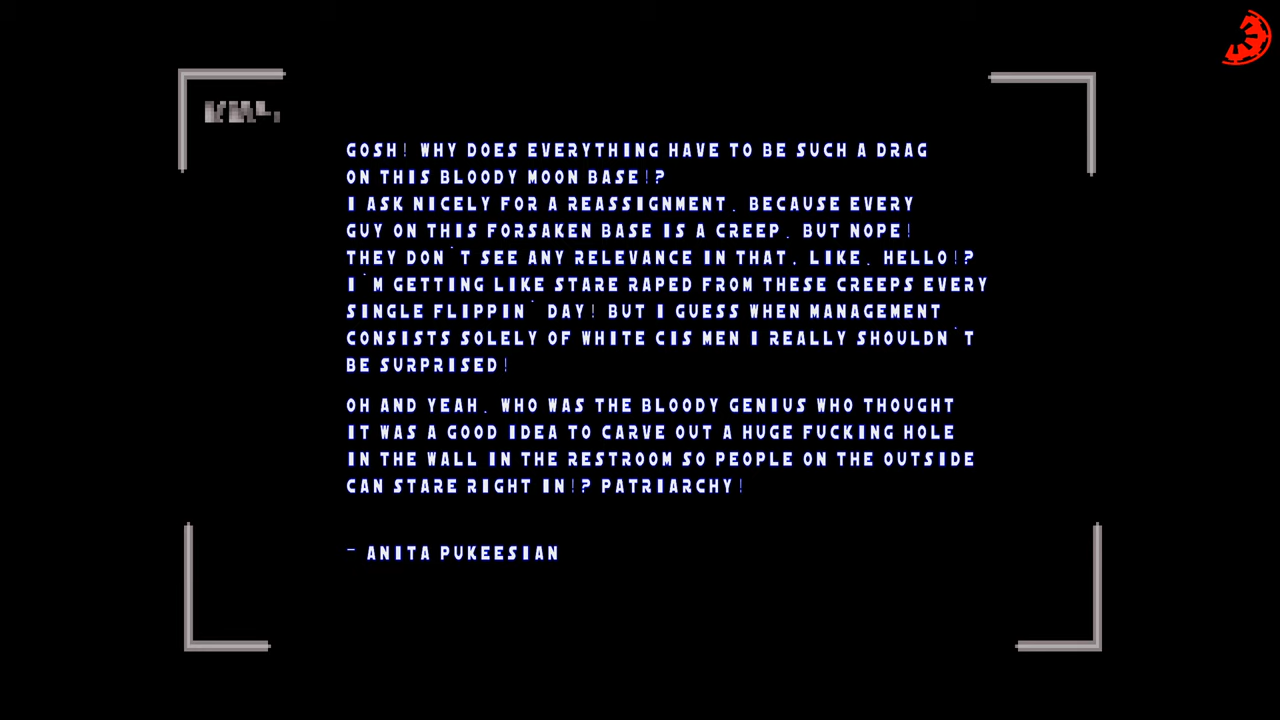 GOSH! WHY DOES EVERYTHING HAVE TO BE SUCH A DRAG
ON THIS BLOODY MOON BASE!?
I ASK NICELY FOR A REASSIGNMENT, BECAUSE EVERY
GUY ON THIS FORSAKEN BASE IS A CREEP. BUT NOPE!
THEY DON'T SEE ANY RELEVANCE IN THAT, LIKE, HELLO!?
I'M GETTING LIKE STARE RAPED FROM THESE CREEPS EVERY
SINGLE FLIPPIN' DAY! BUT I GUESS WHEN MANAGEMENT
CONSISTS SOLELY OF WHITE CIS MEN I REALLY SHOULDN'T
BE SURPRISED!
OH AND YEAH, WHO WAS THE BLOODY GENIUS WHO THOUGHT
IT WAS A GOOD IDEA TO CARVE OUT A HUGE FUCKING HOLE
IN THE WALL IN THE RESTROOM SO PEOPLE ON THE OUTSIDE
CAN STARE RIGHT IN!? PATRIARCHY!
- ANITA PUKEESIAN